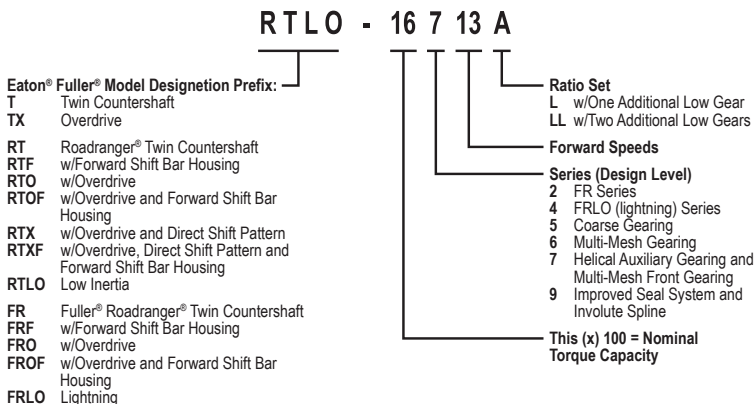 RTLO - 16 7 13 A
Eaton® Fuller® Model Designetion Prefix:
T Twin Countershaft
TX Overdrive
RT Roadranger® Twin Countershaft
RTF w/Forward Shift Bar Housing
RTO w/Overdrive
RTOF w/Overdrive and Forward Shift Bar
Housing
RTX w/Overdrive and Direct Shift Pattern
RTXF w/Overdrive, Direct Shift Pattern and
Forward Shift Bar Housing
RTLO Low Inertia
FR Fuller® Roadranger® Twin Countershaft
FRF w/Forward Shift Bar Housing
FRO w/Overdrive
FROF w/Overdrive and Forward Shift Bar
Housing
FRLO Lightning
Ratio Set
L w/One Additional Low Gear
LL w/Two Additional Low Gears
Forward Speeds
Series (Design Level)
2 FR Series
4 FRLO (lightning) Series
5 Coarse Gearing
6 Multi-Mesh Gearing
7 Helical Auxiliary Gearing and
Multi-Mesh Front Gearing
9 Improved Seal System and
Involute Spline
This (x) 100 = Nominal
Torque Capacity